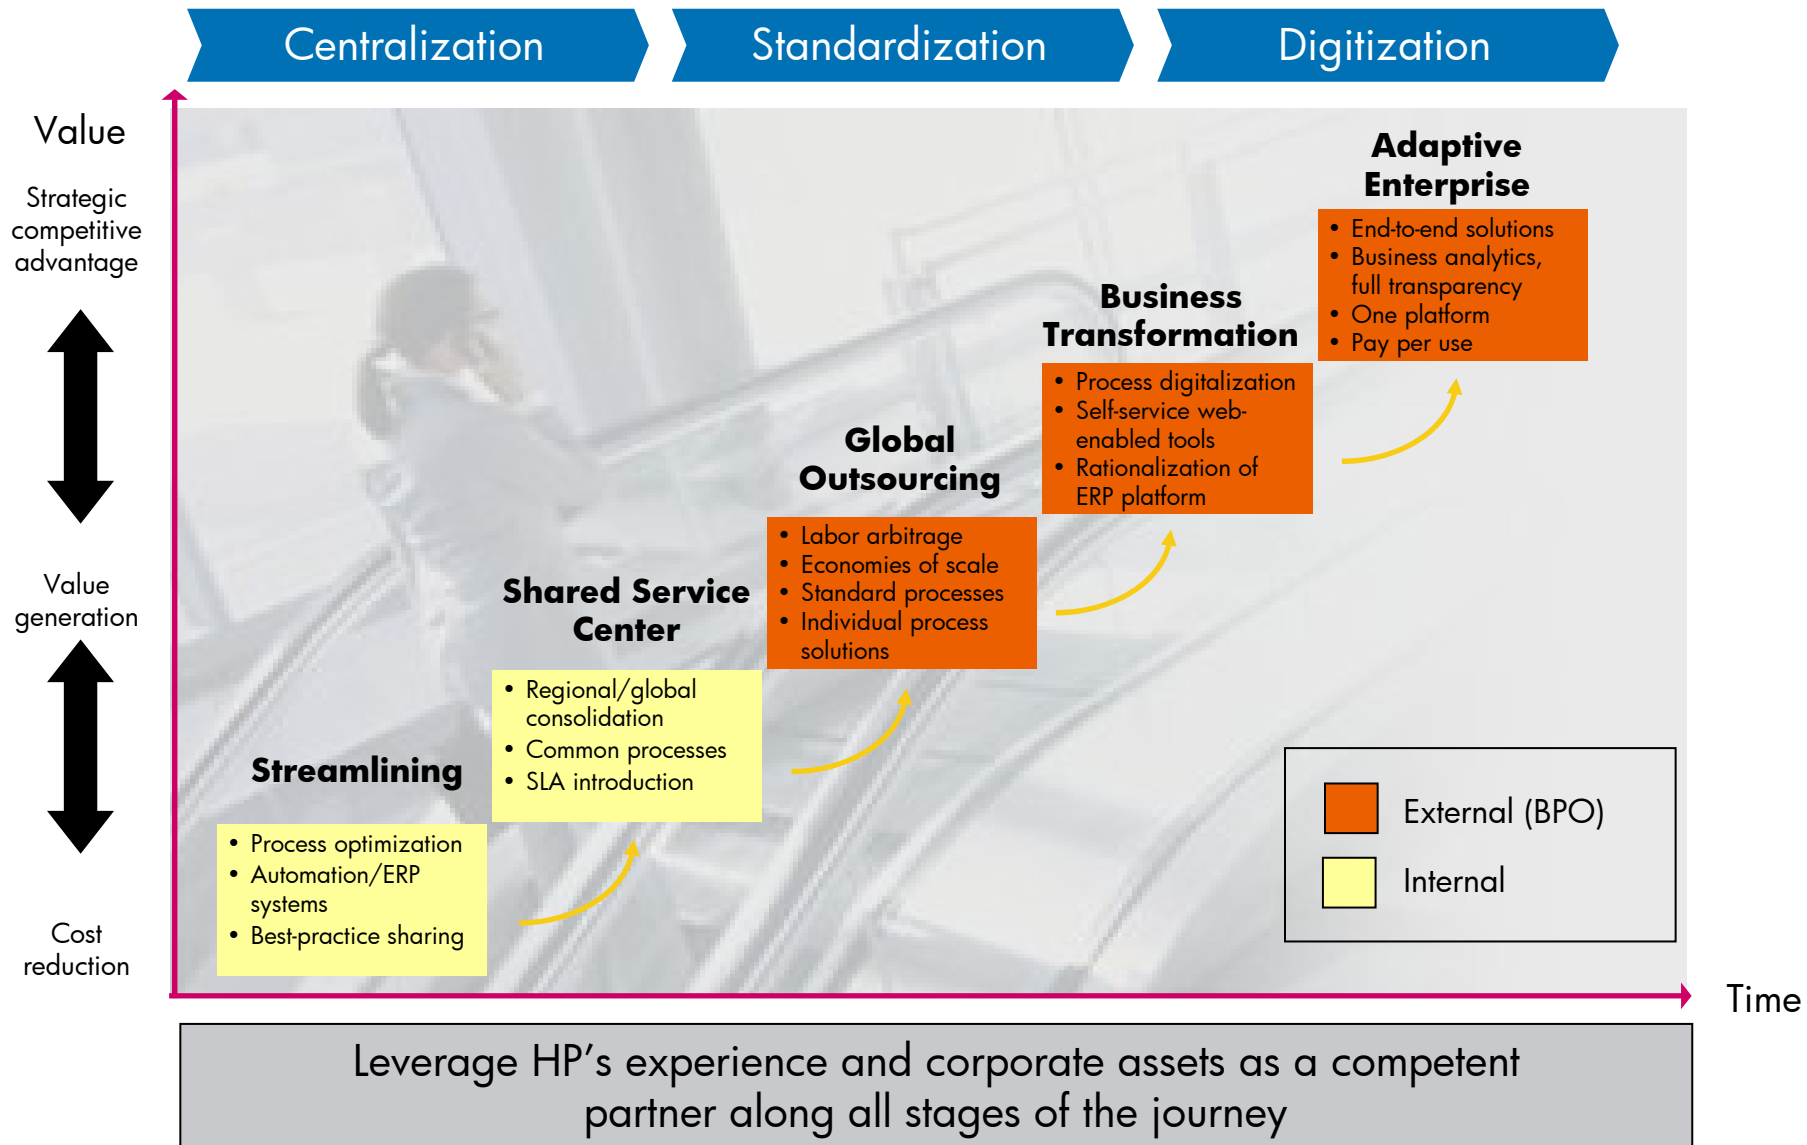 Centralization
Standardization
Digitization
Value
Strategic
competitive
advantage
Value
generation
Cost
reduction
Adaptive
Enterprise
• End-to-end solutions
• Business analytics,
full transparency
• One platform
• Pay per use
Business
Transformation
• Process digitalization
• Self-service web-
enabled tools
• Rationalization of
ERP platform
Global
Outsourcing
• Labor arbitrage
• Economies of scale
• Standard processes
• Individual process
solutions
Shared Service
Center
• Regional/global
consolidation
• Common processes
• SLA introduction
Streamlining
• Process optimization
• Automation/ERP
systems
• Best-practice sharing
External (BPO)
Internal
Time
Leverage HP’s experience and corporate assets as a competent
partner along all stages of the journey